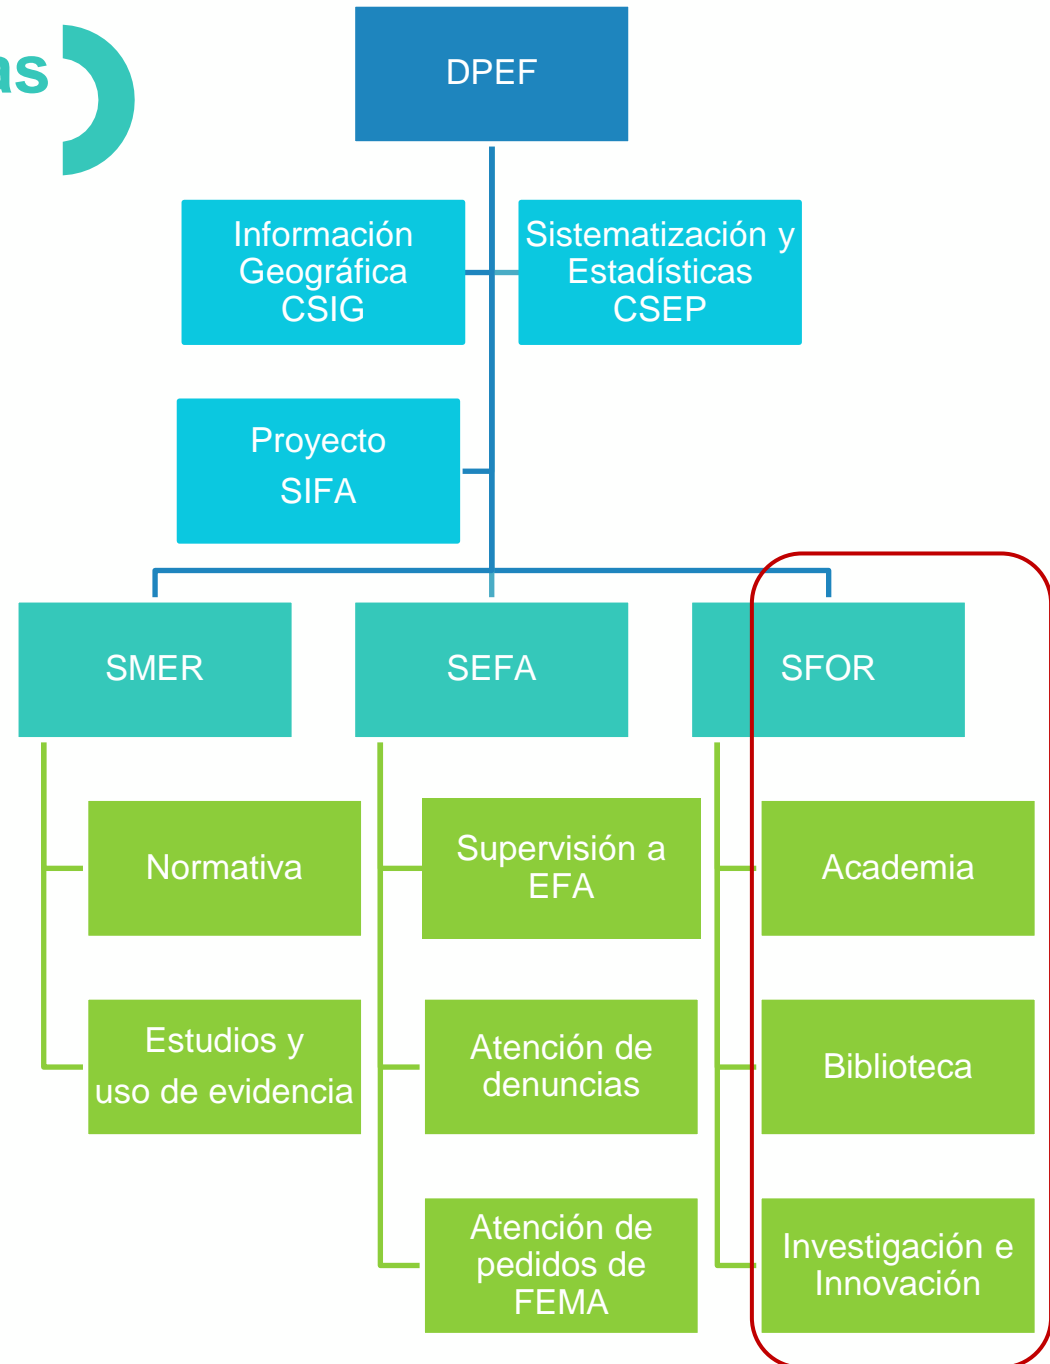 as
DPEF
Información
Geográfica
CSIG
Sistematización y
Estadísticas
CSEP
Proyecto
SIFA
SMER
SEFA
SFOR
Normativa
Supervisión a
EFA
Academia
Estudios y
uso de evidencia
Atención de
denuncias
Biblioteca
Atención de
pedidos de
FEMA
Investigación e
Innovación